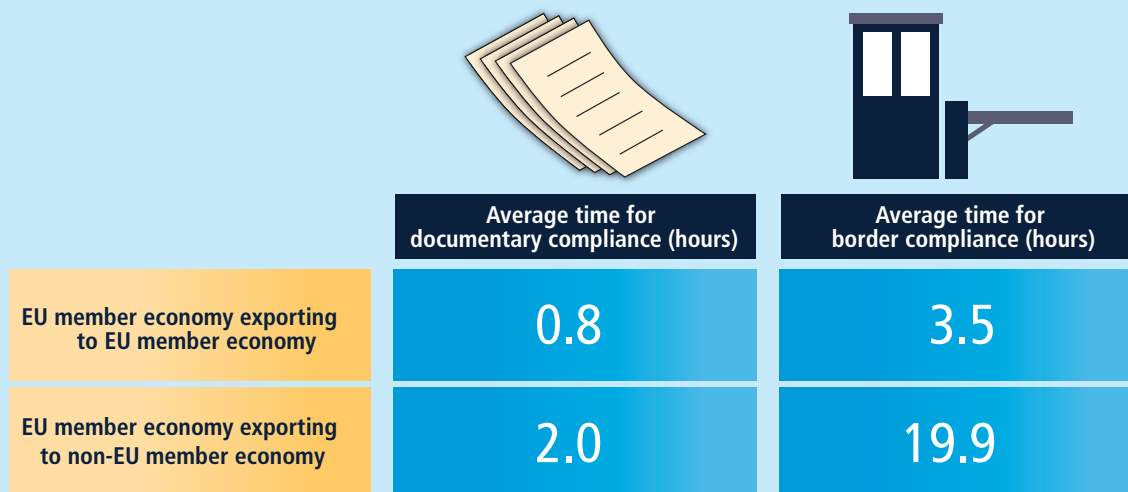 Average time for
documentary compliance (hours)
Average time for
border compliance (hours)
EU member economy exporting
to EU member economy
0.8
3.5
EU member economy exporting
to non-EU member economy
2.0
19.9